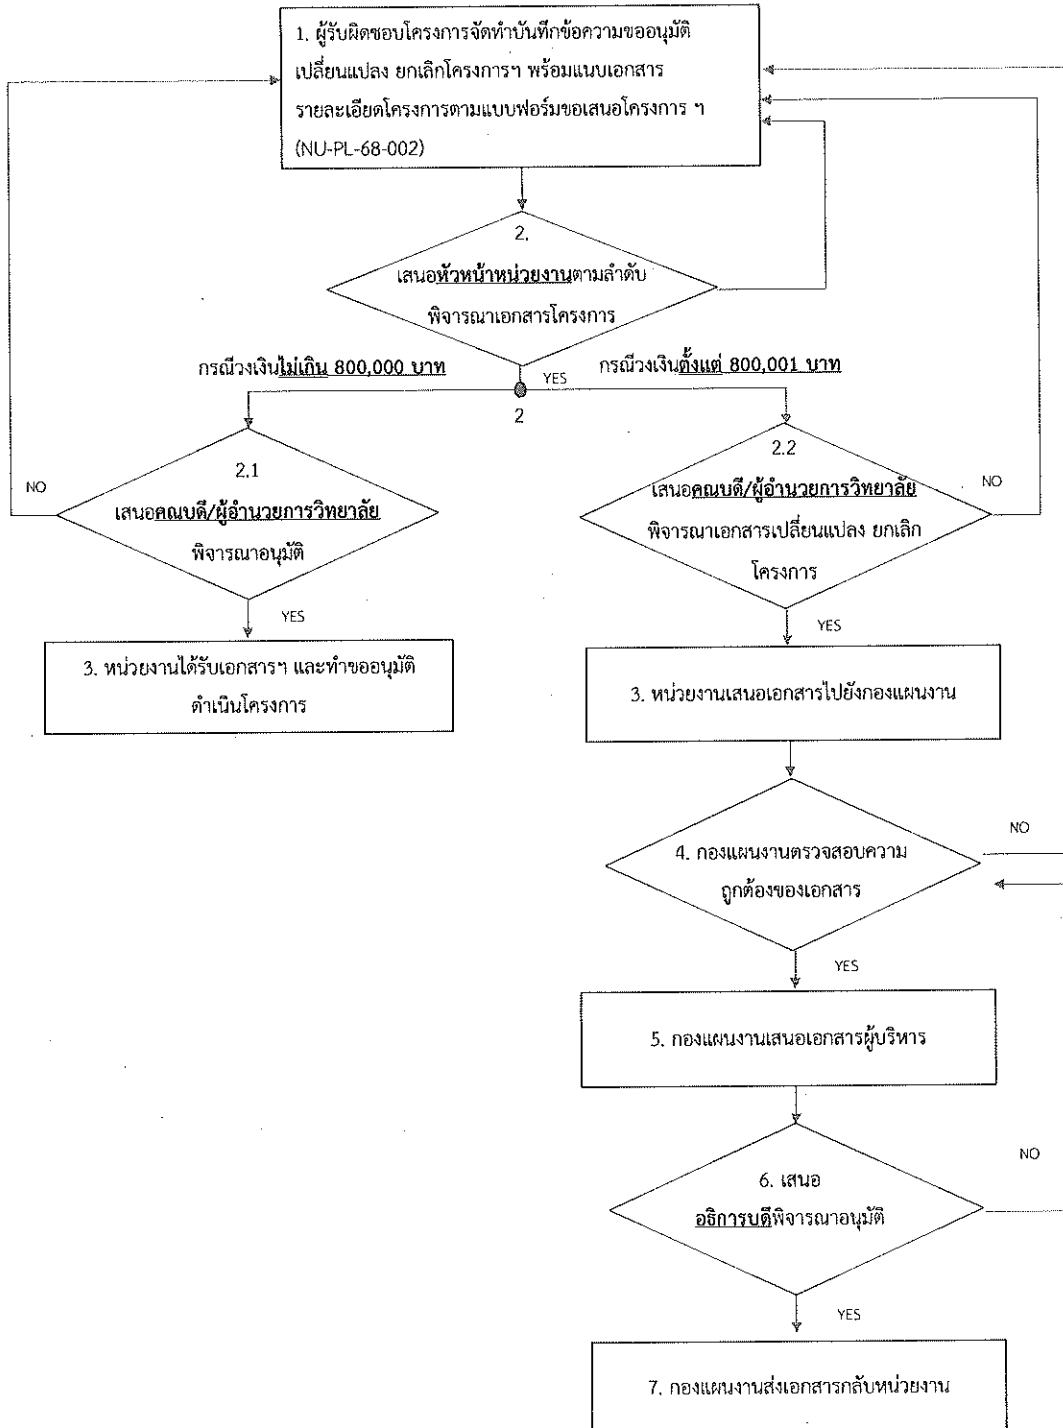 1. ผู้รับผิดชอบโครงการจัดทำบันทึกข้อความขออนุมัติ
เปลี่ยนแปลง ยกเลิกโครงการฯ พร้อมแนบเอกสาร
รายละเอียดโครงการตามแบบฟอร์มขอเสนอโครงการ ฯ
(NU-PL-68-002)
2.
เสนอหัวหน้าหน่วยงานตามลำดับ
พิจารณาเอกสารโครงการ
กรณีวงเงินไม่เกิน 800,000 บาท
YES
กรณีวงเงินตั้งแต่ 800,001 บาท
2
NO
2.1
เสนอคณบดี/ผู้อำนวยการวิทยาลัย
พิจารณาอนุมัติ
YES
3. หน่วยงานได้รับเอกสารฯ และทำขออนุมัติ
ดำเนินโครงการ
2.2
เสนอคณบดี/ผู้อำนวยการวิทยาลัย
พิจารณาเอกสารเปลี่ยนแปลง ยกเลิก
โครงการ
NO
YES
3. หน่วยงานเสนอเอกสารไปยังกองแผนงาน
4. กองแผนงานตรวจสอบความ
ถูกต้องของเอกสาร
NO
YES
5. กองแผนงานเสนอเอกสารผู้บริหาร
6. เสนอ
อธิการบดีพิจารณาอนุมัติ
NO
YES
7. กองแผนงานส่งเอกสารกลับหน่วยงาน